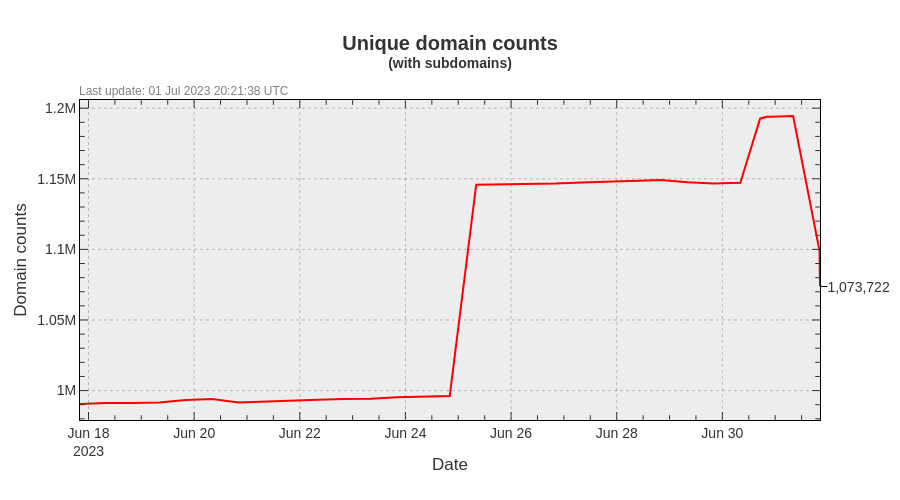 Unique domain counts
(with subdomains)
Last update: 01 Jul 2023 20:21:38 UTC
1.2M
1.15M
1.1M
1.05M
1M
Domain counts
1,073,722
Jun 18
2023
Jun 20
Jun 22
Jun 24
Jun 26
Jun 28
Jun 30
Date